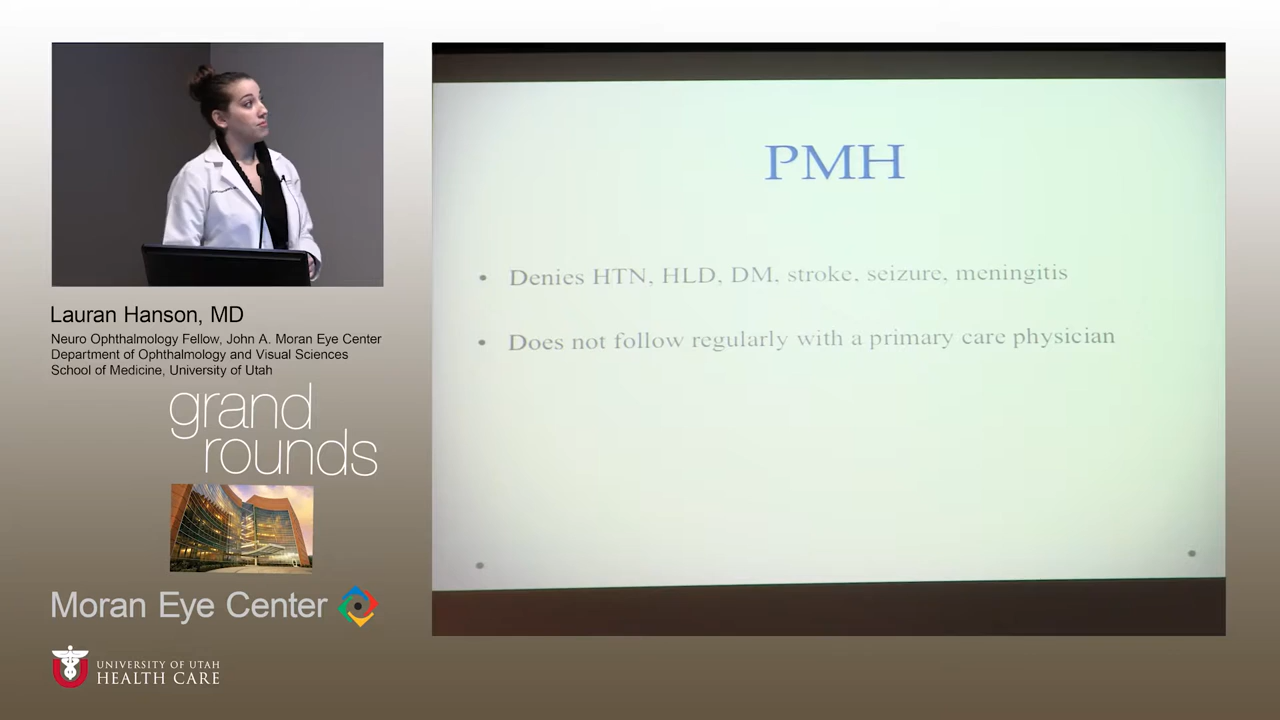 Lauran Hanson, MD
Neuro Ophthalmology Fellow, John A. Moran Eye Center
Department of Ophthalmology and Visual Sciences
School of Medicine, University of Utah
grand
rounds
Moran Eye Center
UNIVERSITY OF UTAH
HEALTH CARE
PMH
• Denies HTN, HLD, DM, stroke, seizure, meningitis
• Does not follow regularly with a primary care physician